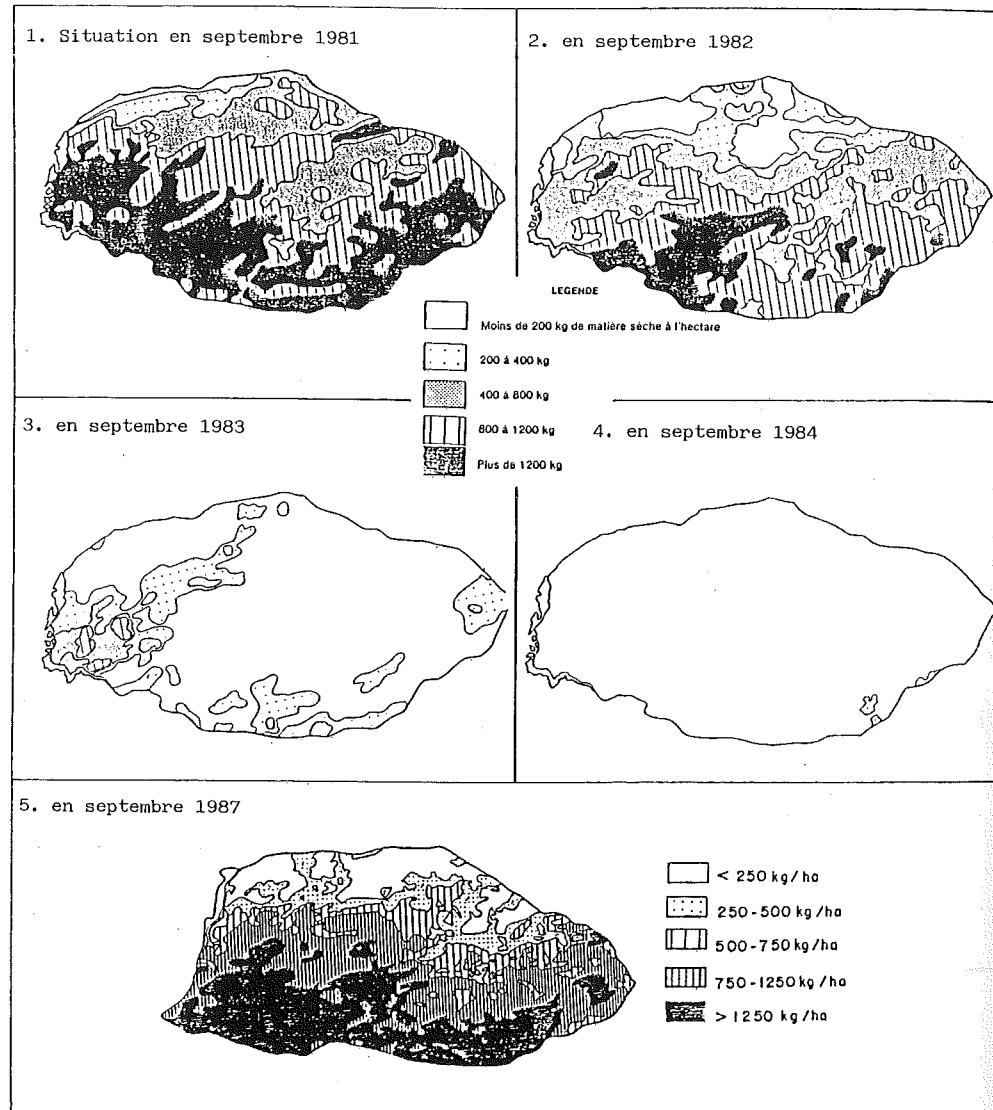 1. Situation en septembre 1981
2. en septembre 1982
LEGENDE
Moins de 200 kg de matière sèche à l'hectare
200 à 400 kg
400 à 800 kg
800 à 1200 kg
Plus de 1200 kg
3. en septembre 1983
4. en septembre 1984
5. en septembre 1987
< 250 kg/ha
250-500 kg/ha
500-750 kg/ha
750-1250 kg/ha
> 1250 kg/ha